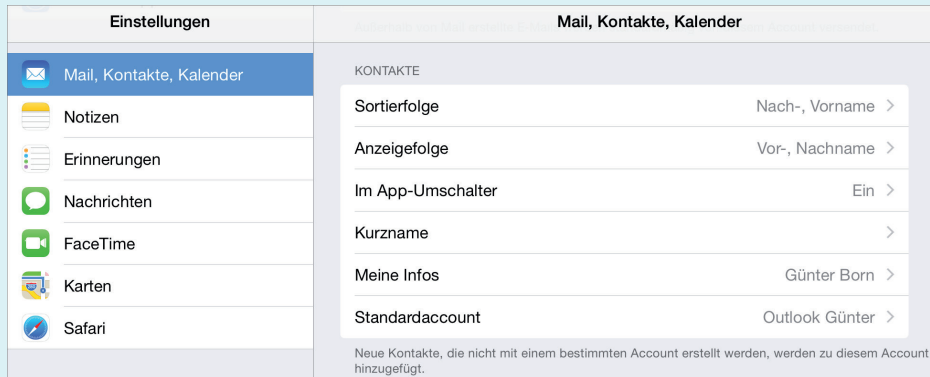 Einstellungen
Mail, Kontakte, Kalender
Notizen
Erinnerungen
Nachrichten
FaceTime
Karten
Safari
Mail, Kontakte, Kalender
KONTAKTE
Sortierfolge Nach-, Vorname
Anzeigefolge Vor-, Nachname
Im App-Umschalter Ein
Kurzname
Meine Infos Günter Born
Standardaccount Outlook Günter
Neue Kontakte, die nicht mit einem bestimmten Account erstellt werden, werden zu diesem Account
hinzugefügt.